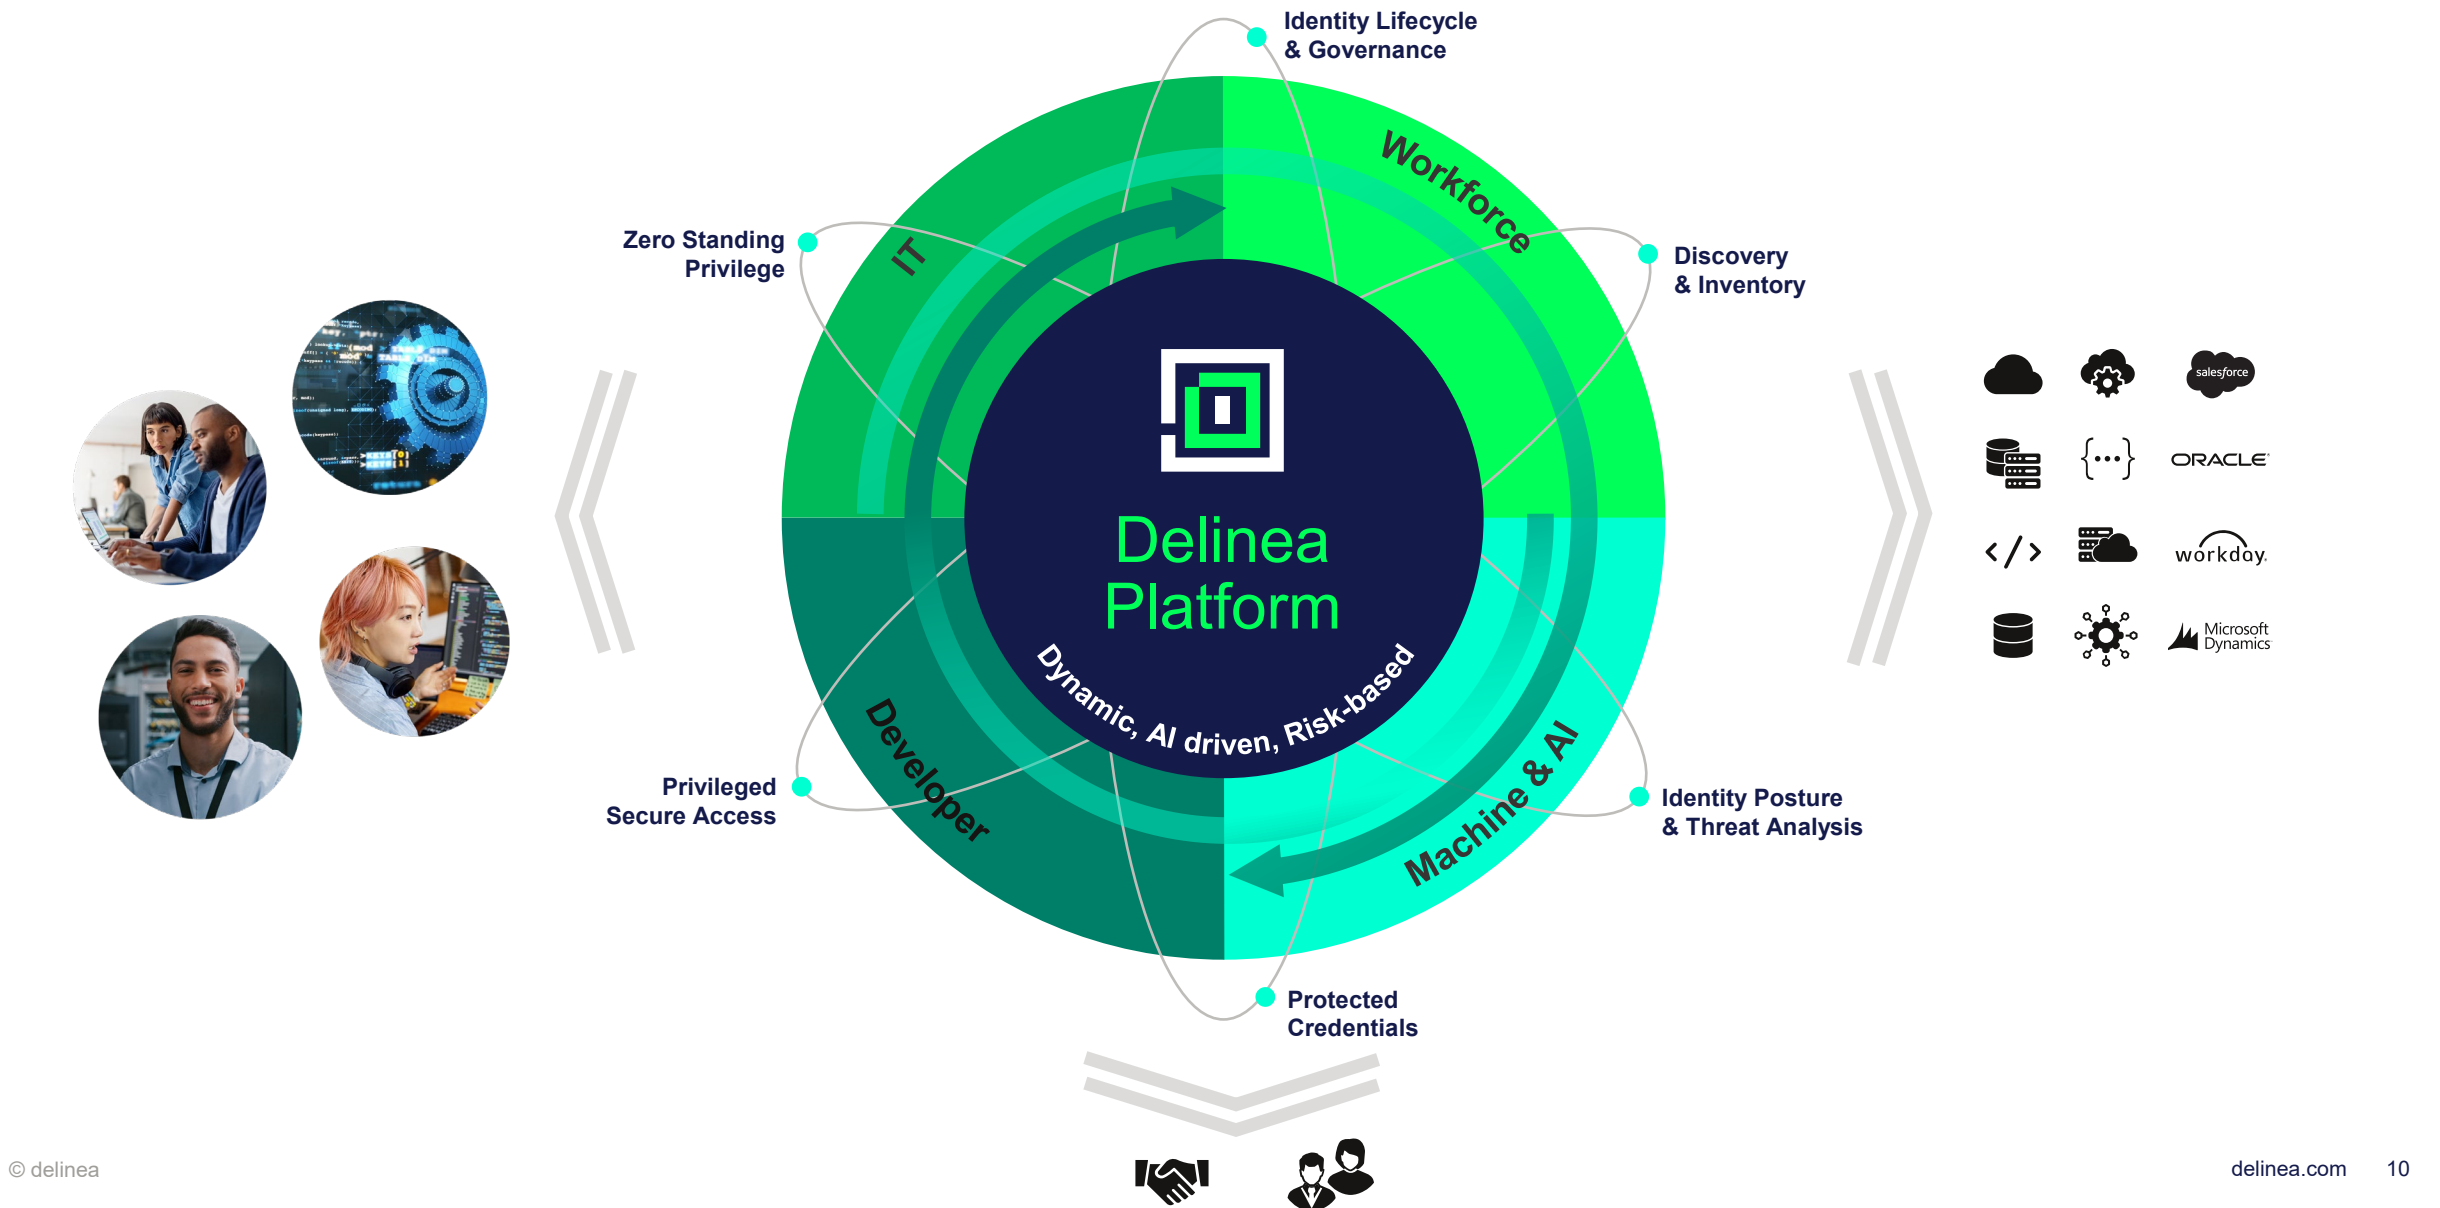 Identity Lifecycle
& Governance
Workforce
IT
Zero Standing
Privilege
Discovery
& Inventory
salesforce
ORACLE
workday.
Microsoft
Dynamics
Delinea
Platform
Dynamic, AI driven, Risk-based
Developer
Machine & AI
Privileged
Secure Access
Identity Posture
& Threat Analysis
Protected
Credentials
© delinea
delinea.com
10